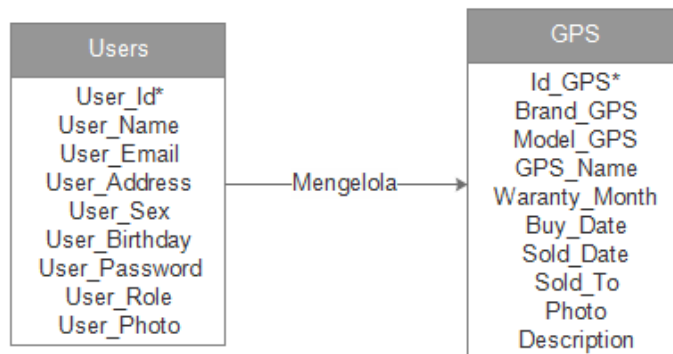 Users
User_Id*
User_Name
User_Email
User_Address
User_Sex
User_Birthday
User_Password
User_Role
User_Photo
Mengelola
GPS
Id_GPS*
Brand_GPS
Model_GPS
GPS_Name
Waranty_Month
Buy_Date
Sold_Date
Sold_To
Photo
Description